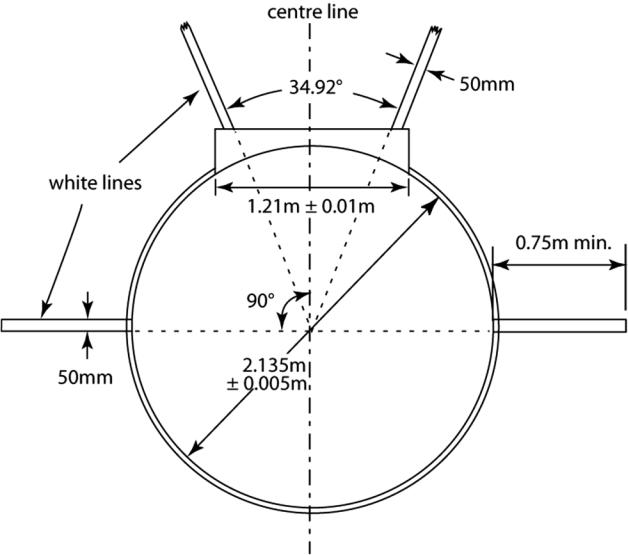 centre line
34.92°
50mm
white lines
1.21m ± 0.01m
0.75m min.
90°
50mm
2.135m
± 0.005m